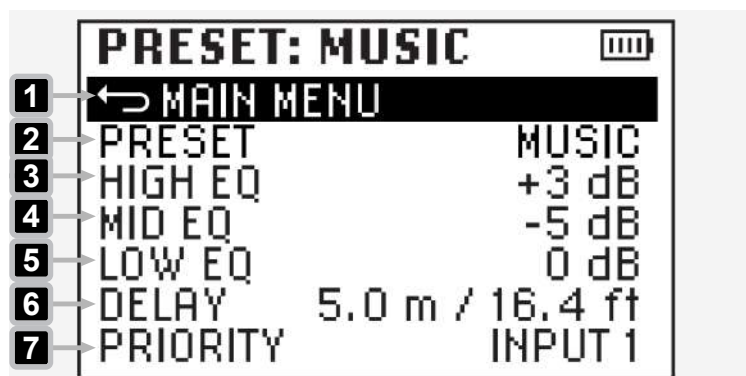 PRESET: MUSIC
1 MAIN MENU
2 PRESET MUSIC
3 HIGH EQ +3 dB
4 MID EQ -5 dB
5 LOW EQ 0 dB
6 DELAY 5.0 m / 16.4 ft
7 PRIORITY INPUT 1